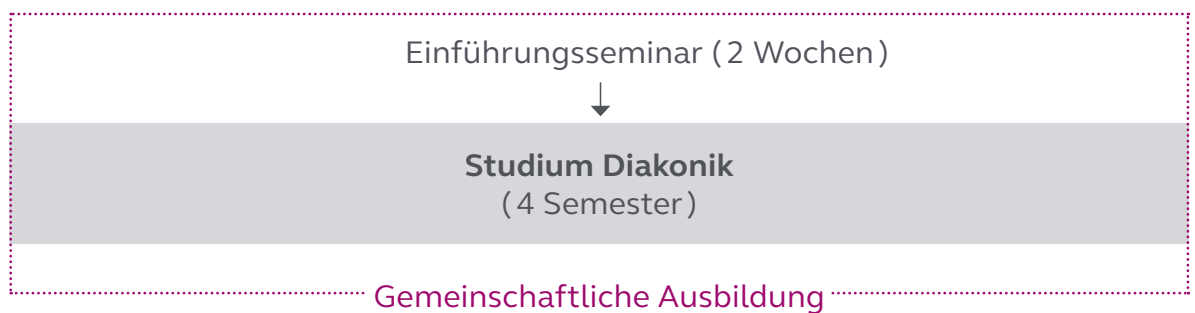 Einführungsseminar (2 Wochen)
Studium Diakonik
(4 Semester)
Gemeinschaftliche Ausbildung